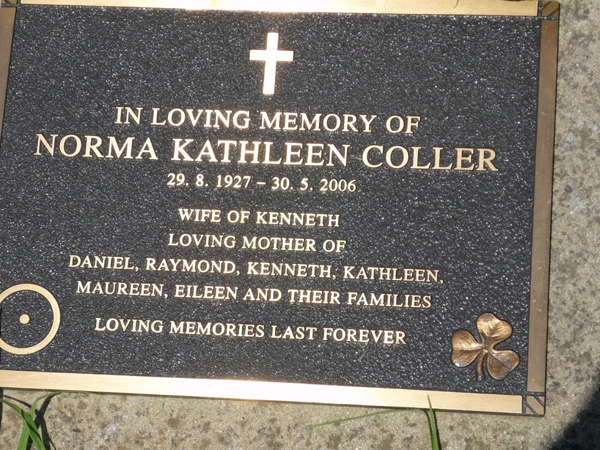 IN LOVING MEMORY OF
NORMA KATHLEEN COLLER
29. 8. 1927 – 30. 5. 2006
WIFE OF KENNETH
LOVING MOTHER OF
DANIEL, RAYMOND, KENNETH, KATHLEEN,
MAUREEN, EILEEN AND THEIR FAMILIES
LOVING MEMORIES LAST FOREVER